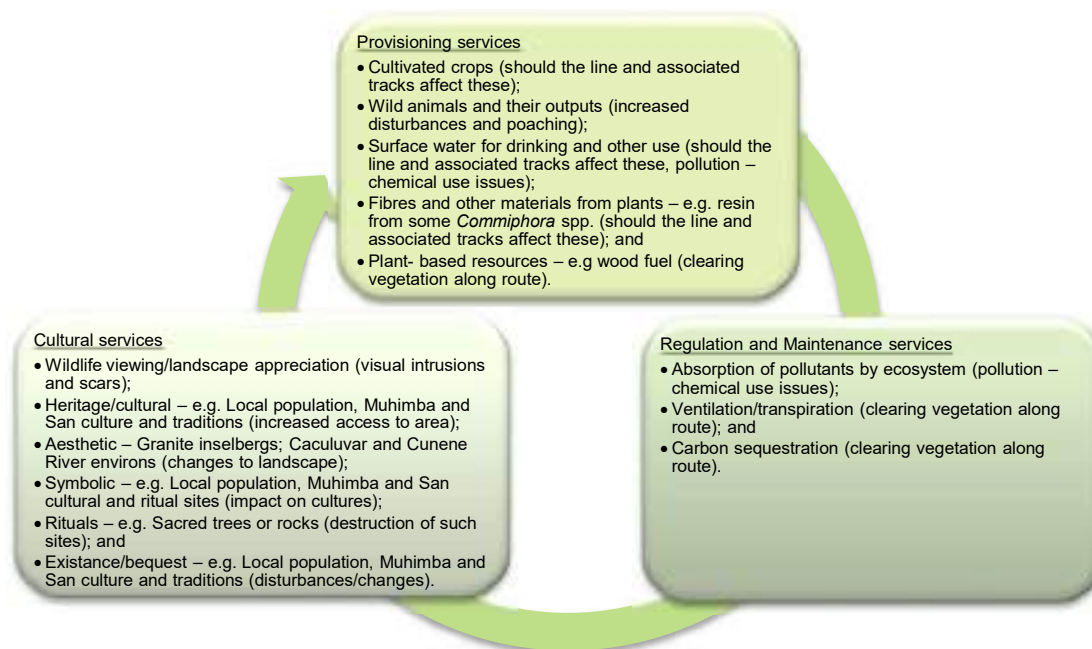 Provisioning services
• Cultivated crops (should the line and associated
tracks affect these);
• Wild animals and their outputs (increased
disturbances and poaching);
• Surface water for drinking and other use (should the
line and associated tracks affect these, pollution –
chemical use issues);
• Fibres and other materials from plants – e.g. resin
from some Commiphora spp. (should the line and
associated tracks affect these); and
• Plant- based resources – e.g wood fuel (clearing
vegetation along route).
Cultural services
• Wildlife viewing/landscape appreciation (visual intrusions
and scars);
• Heritage/cultural – e.g. Local population, Muhimba and
San culture and traditions (increased access to area);
• Aesthetic – Granite inselbergs; Caculuvar and Cunene
River environs (changes to landscape);
• Symbolic – e.g. Local population, Muhimba and San
cultural and ritual sites (impact on cultures);
• Rituals – e.g. Sacred trees or rocks (destruction of such
sites); and
• Existance/bequest – e.g. Local population, Muhimba and
San culture and traditions (disturbances/changes).
Regulation and Maintenance services
• Absorption of pollutants by ecosystem (pollution –
chemical use issues);
• Ventilation/transpiration (clearing vegetation along
route); and
• Carbon sequestration (clearing vegetation along
route).